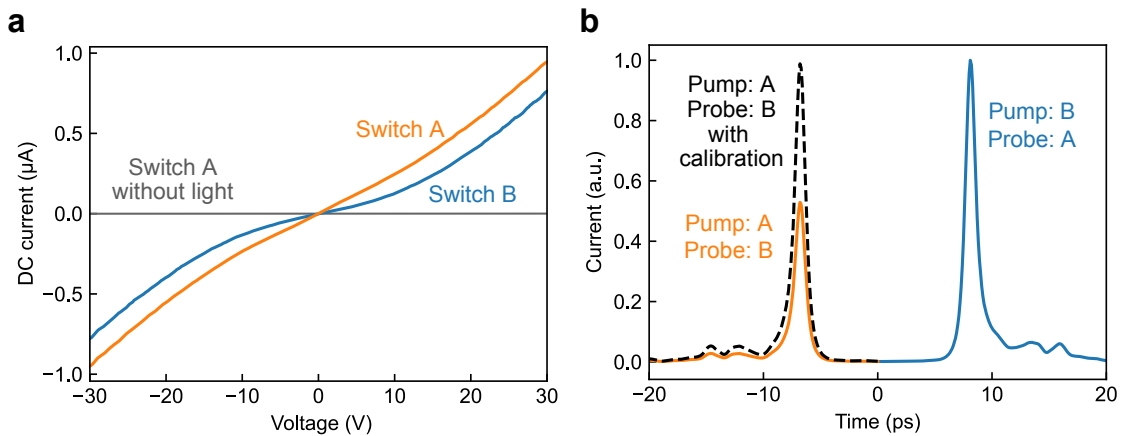 a
DC current (µA)
1.0
0.5
0.0
−0.5
−1.0
Switch A
without light
Switch A
Switch B
−30
−20
−10
0
10
20
30
Voltage (V)
b
Current (a.u.)
1.0
0.8
0.6
0.4
0.2
0.0
Pump: A
Probe: B
with
calibration
Pump: A
Probe: B
Pump: B
Probe: A
−20
−10
0
10
20
Time (ps)